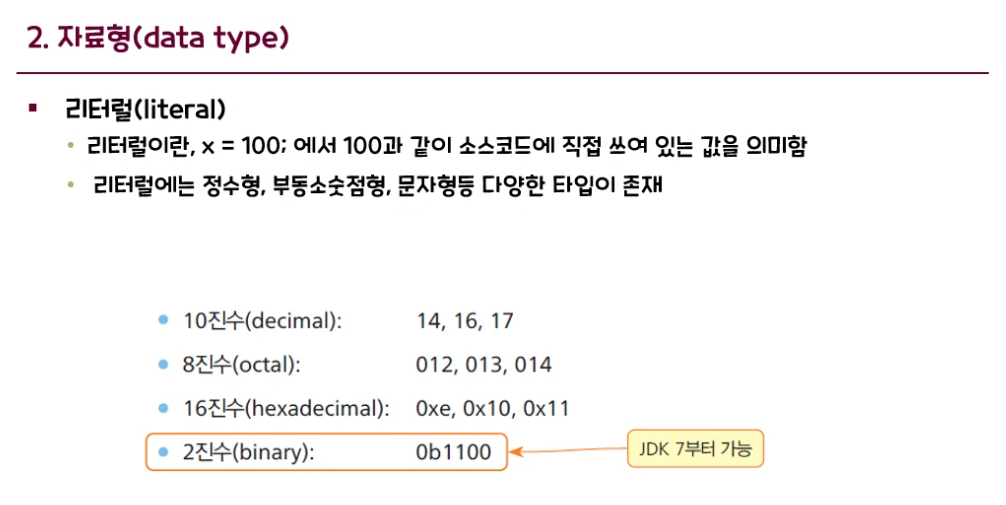 2. 자료형(data type)
▪ 리터럴(literal)
• 리터럴이란, x = 100; 에서 100과 같이 소스코드에 직접 쓰여 있는 값을 의미함
• 리터럴에는 정수형, 부동소숫점형, 문자형등 다양한 타입이 존재
• 10진수(decimal): 14, 16, 17
• 8진수(octal): 012, 013, 014
• 16진수(hexadecimal): 0xe, 0x10, 0x11
• 2진수(binary): 0b1100 JDK 7부터 가능